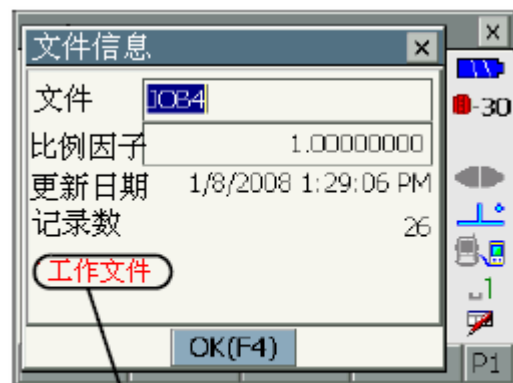 文件信息
文件 JOB4
比例因子 1.00000000
更新日期 1/8/2008 1:29:06 PM
记录数 26
工作文件
OK(F4)
-30
P1